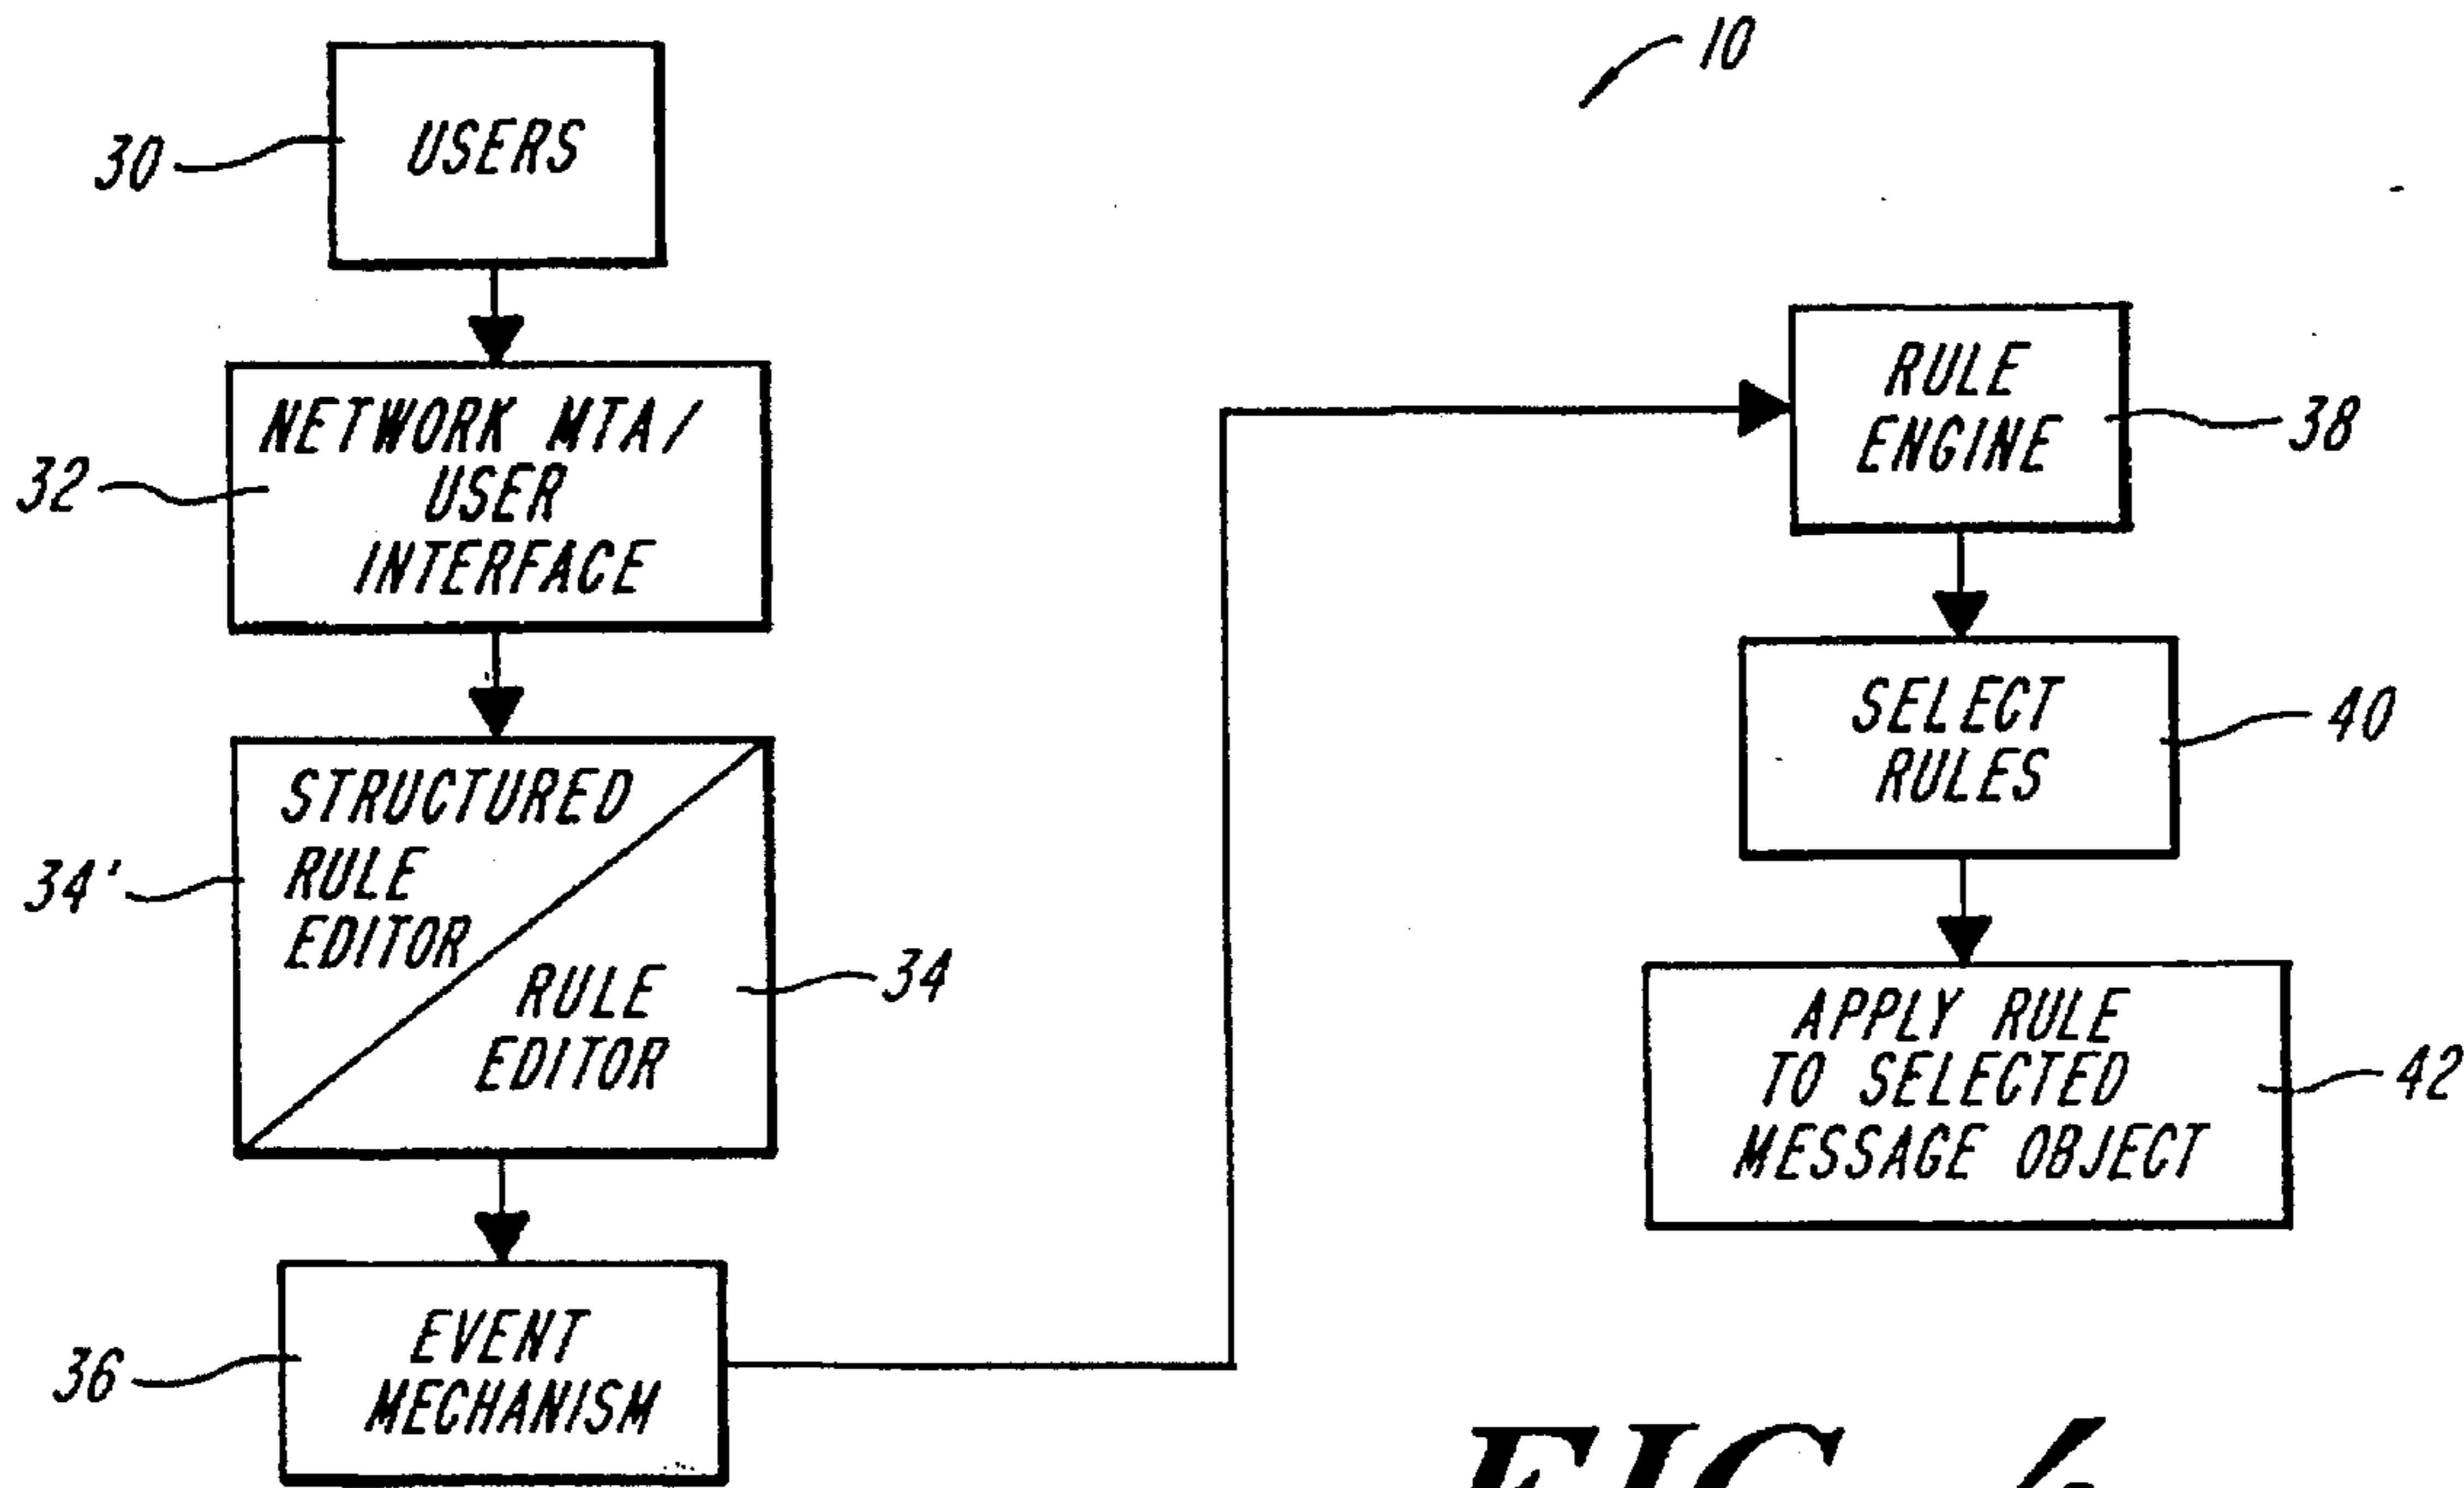 10
30
USERS
NETWORK MTA/
USER
INTERFACE
32
STRUCTURED
RULE
EDITOR
34'
RULE
EDITOR
34
EVENT
MECHANISM
36
RULE
ENGINE
38
SELECT
RULES
40
APPLY RULE
TO SELECTED
MESSAGE OBJECT
42
FIG.